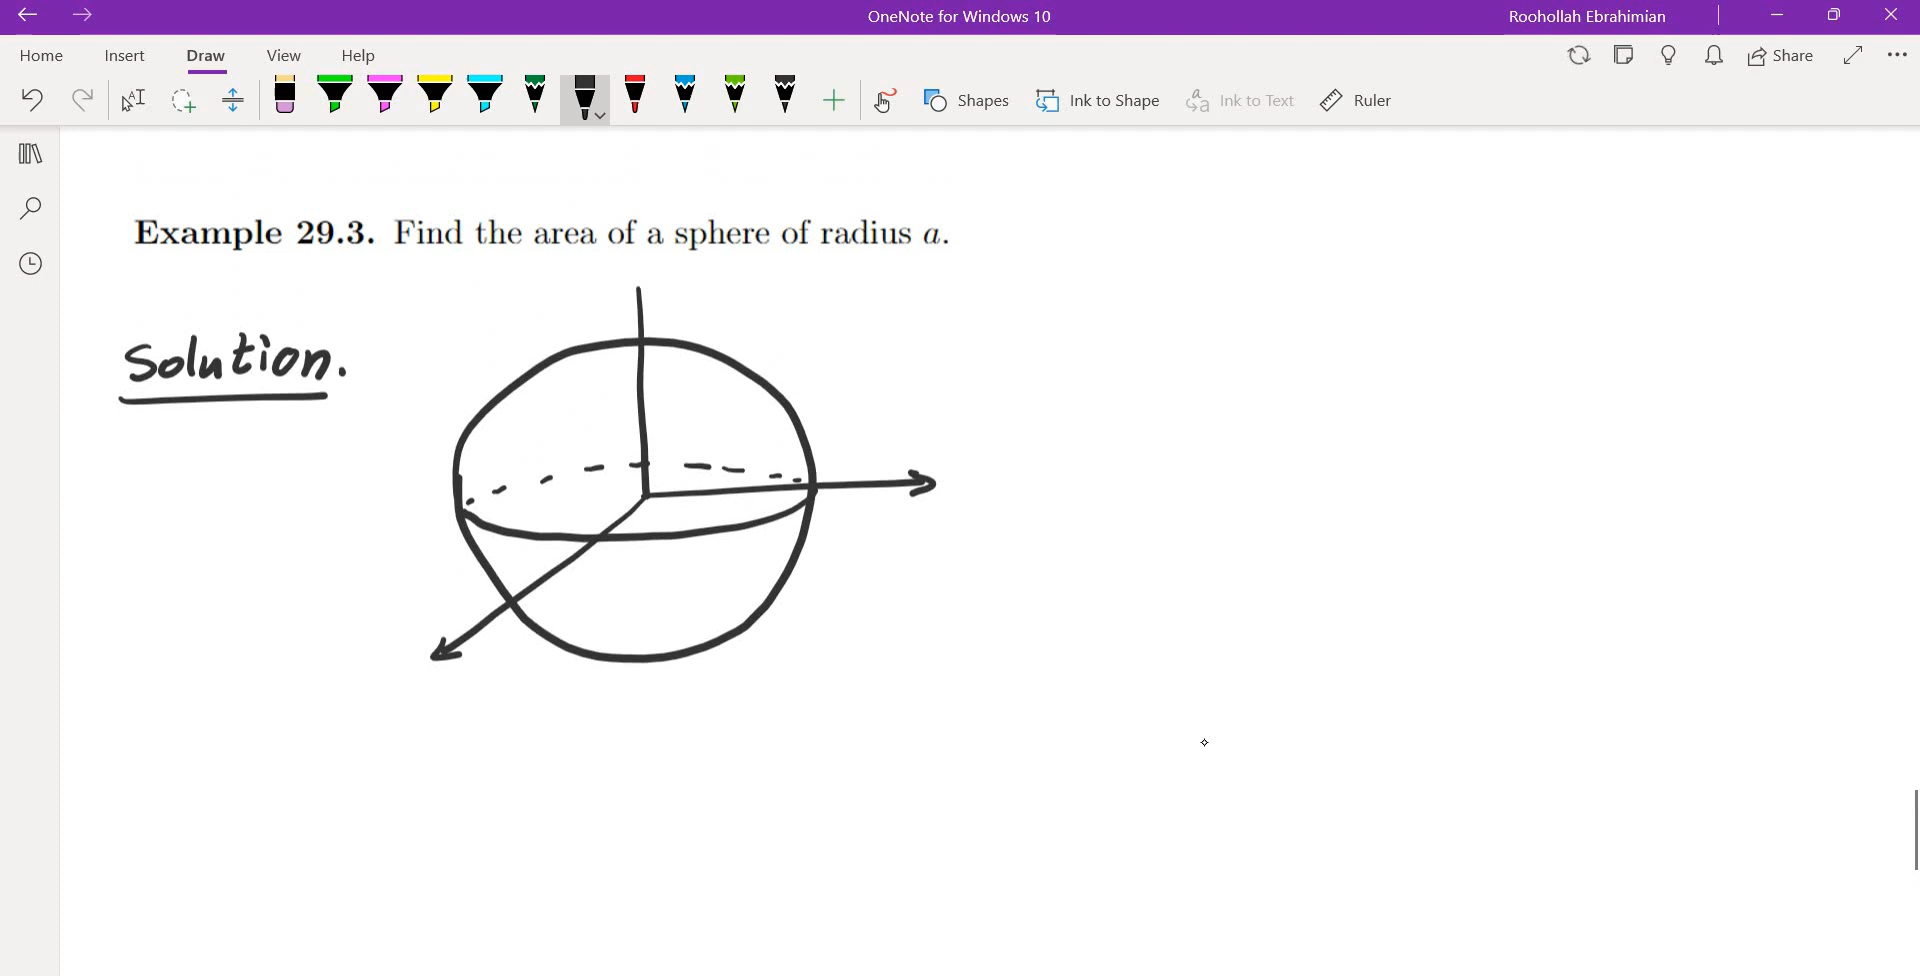 OneNote for Windows 10
Roohollah Ebrahimian
Home Insert Draw View Help
Share
Shapes Ink to Shape Ink to Text Ruler
Example 29.3. Find the area of a sphere of radius a.
Solution.